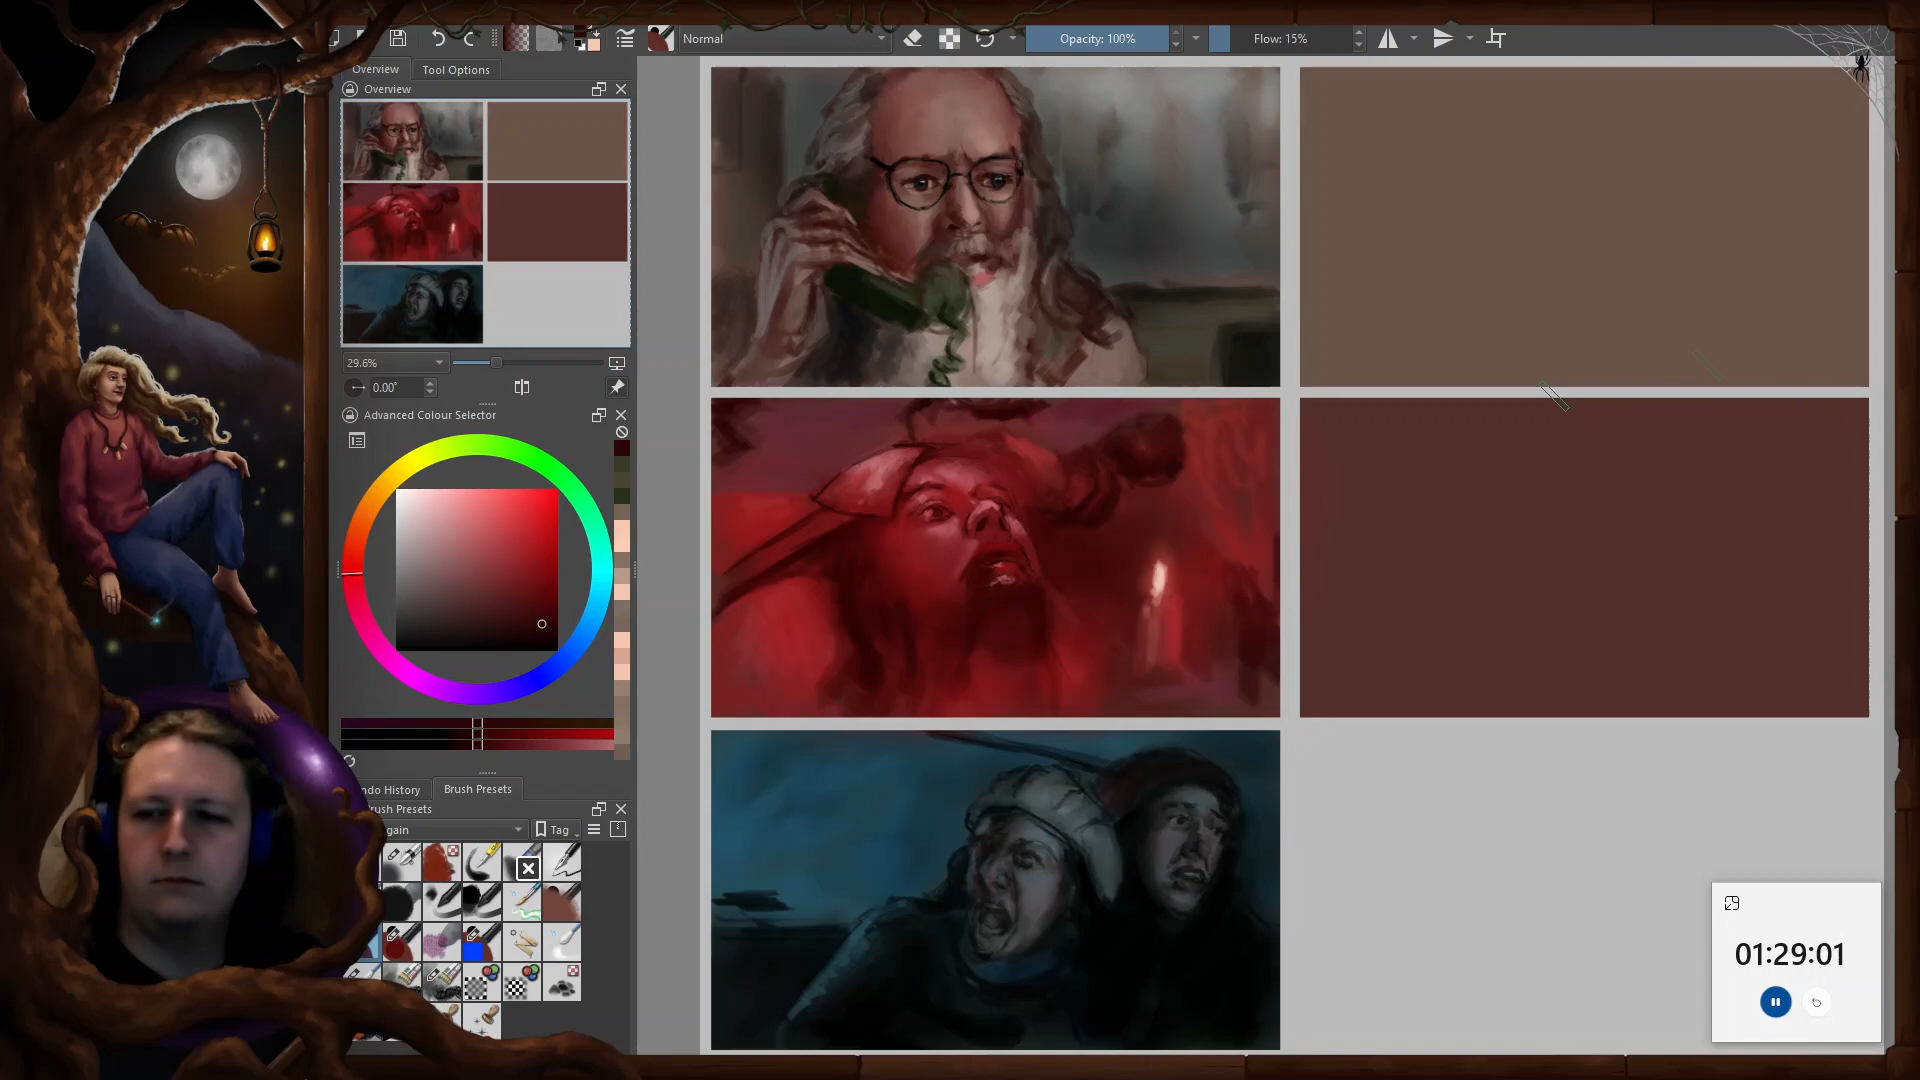 Normal
Opacity: 100%
Flow: 15%
Overview
Tool Options
Overview
29.6%
0.00°
Advanced Colour Selector
ndo History
Brush Presets
rush Presets
gain
Tag
01:29:01